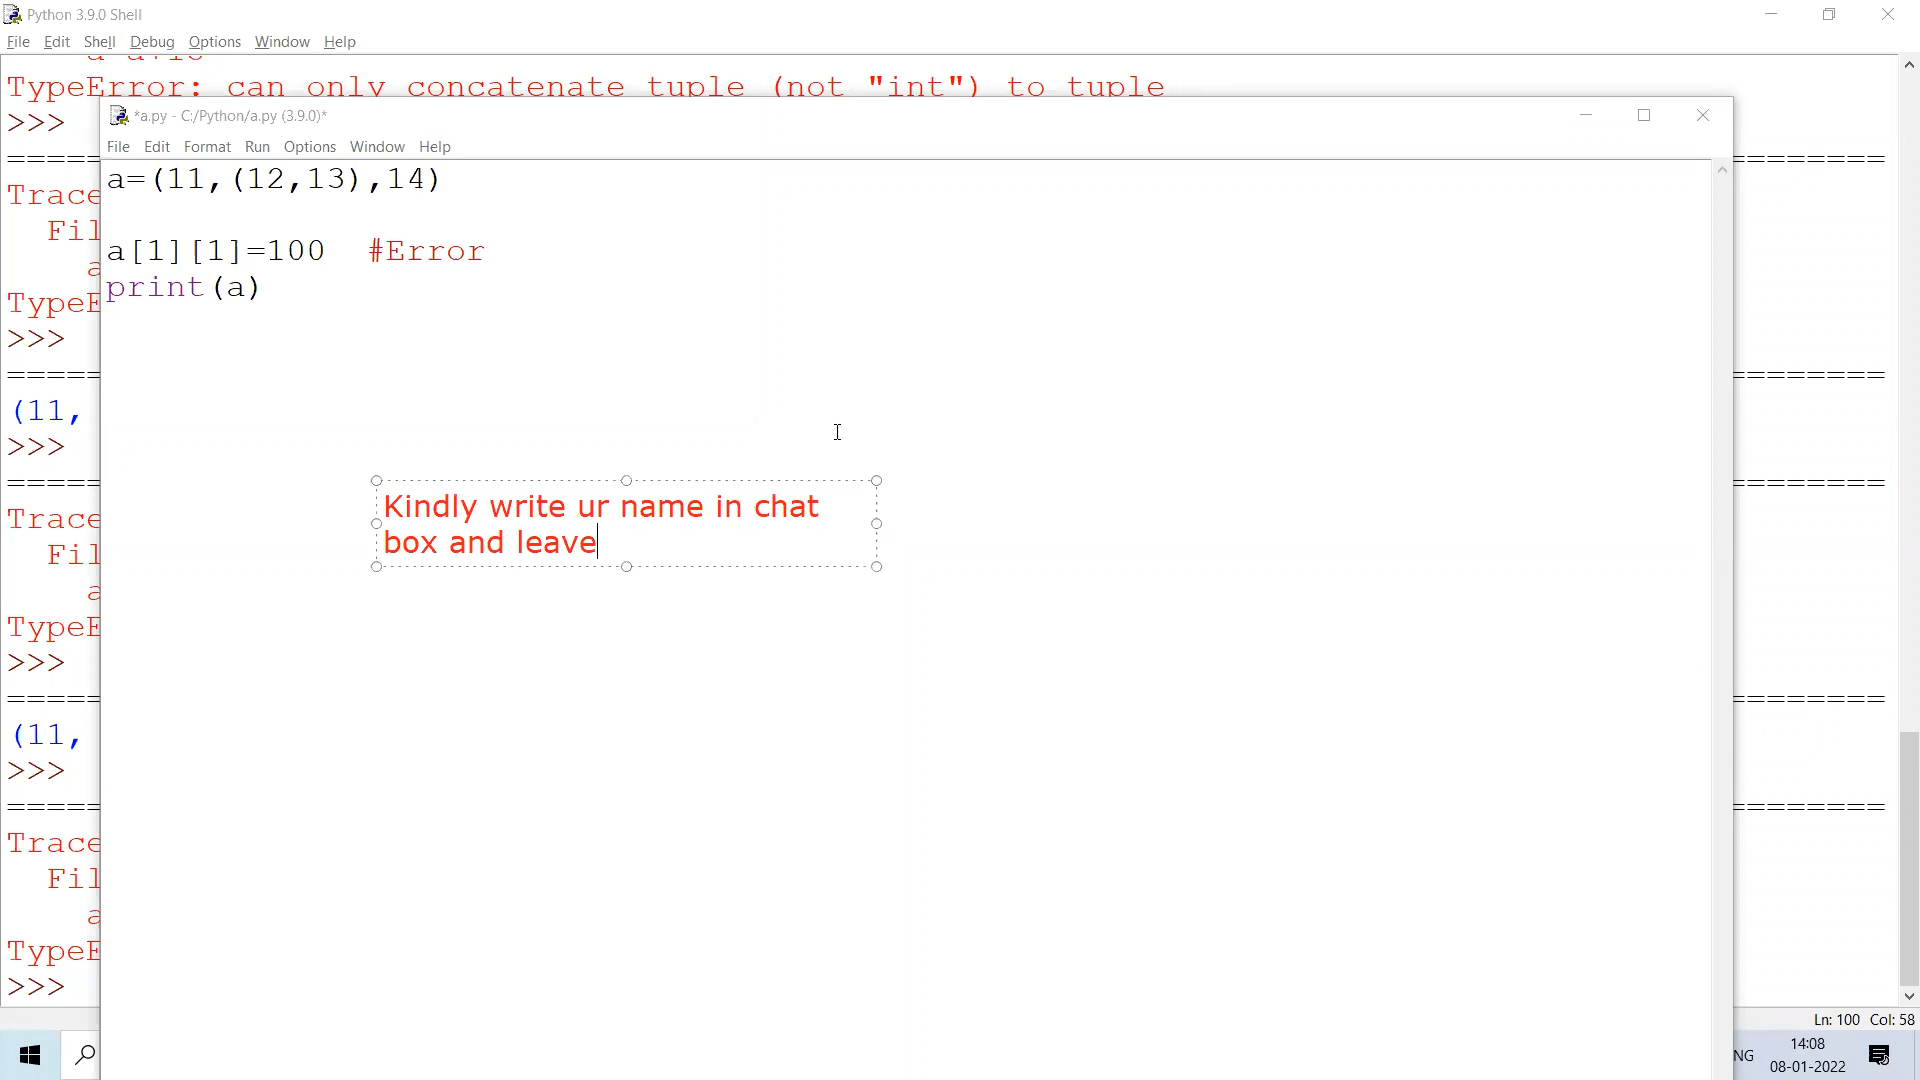 Python 3.9.0 Shell
File Edit Shell Debug Options Window Help
TypeError: can only concatenate tuple (not "int") to tuple
>>>
*a.py - C:/Python/a.py (3.9.0)*
File Edit Format Run Options Window Help
a=(11,(12,13),14)
a[1][1]=100 #Error
print(a)
Kindly write ur name in chat
box and leave
=====
Trace
Fil
a
TypeE
>>>
=====
(11,
>>>
=====
Trace
Fil
a
TypeE
>>>
=====
(11,
>>>
=====
Trace
Fil
a
TypeE
>>>
Ln: 100 Col: 58
NG
14:08
08-01-2022